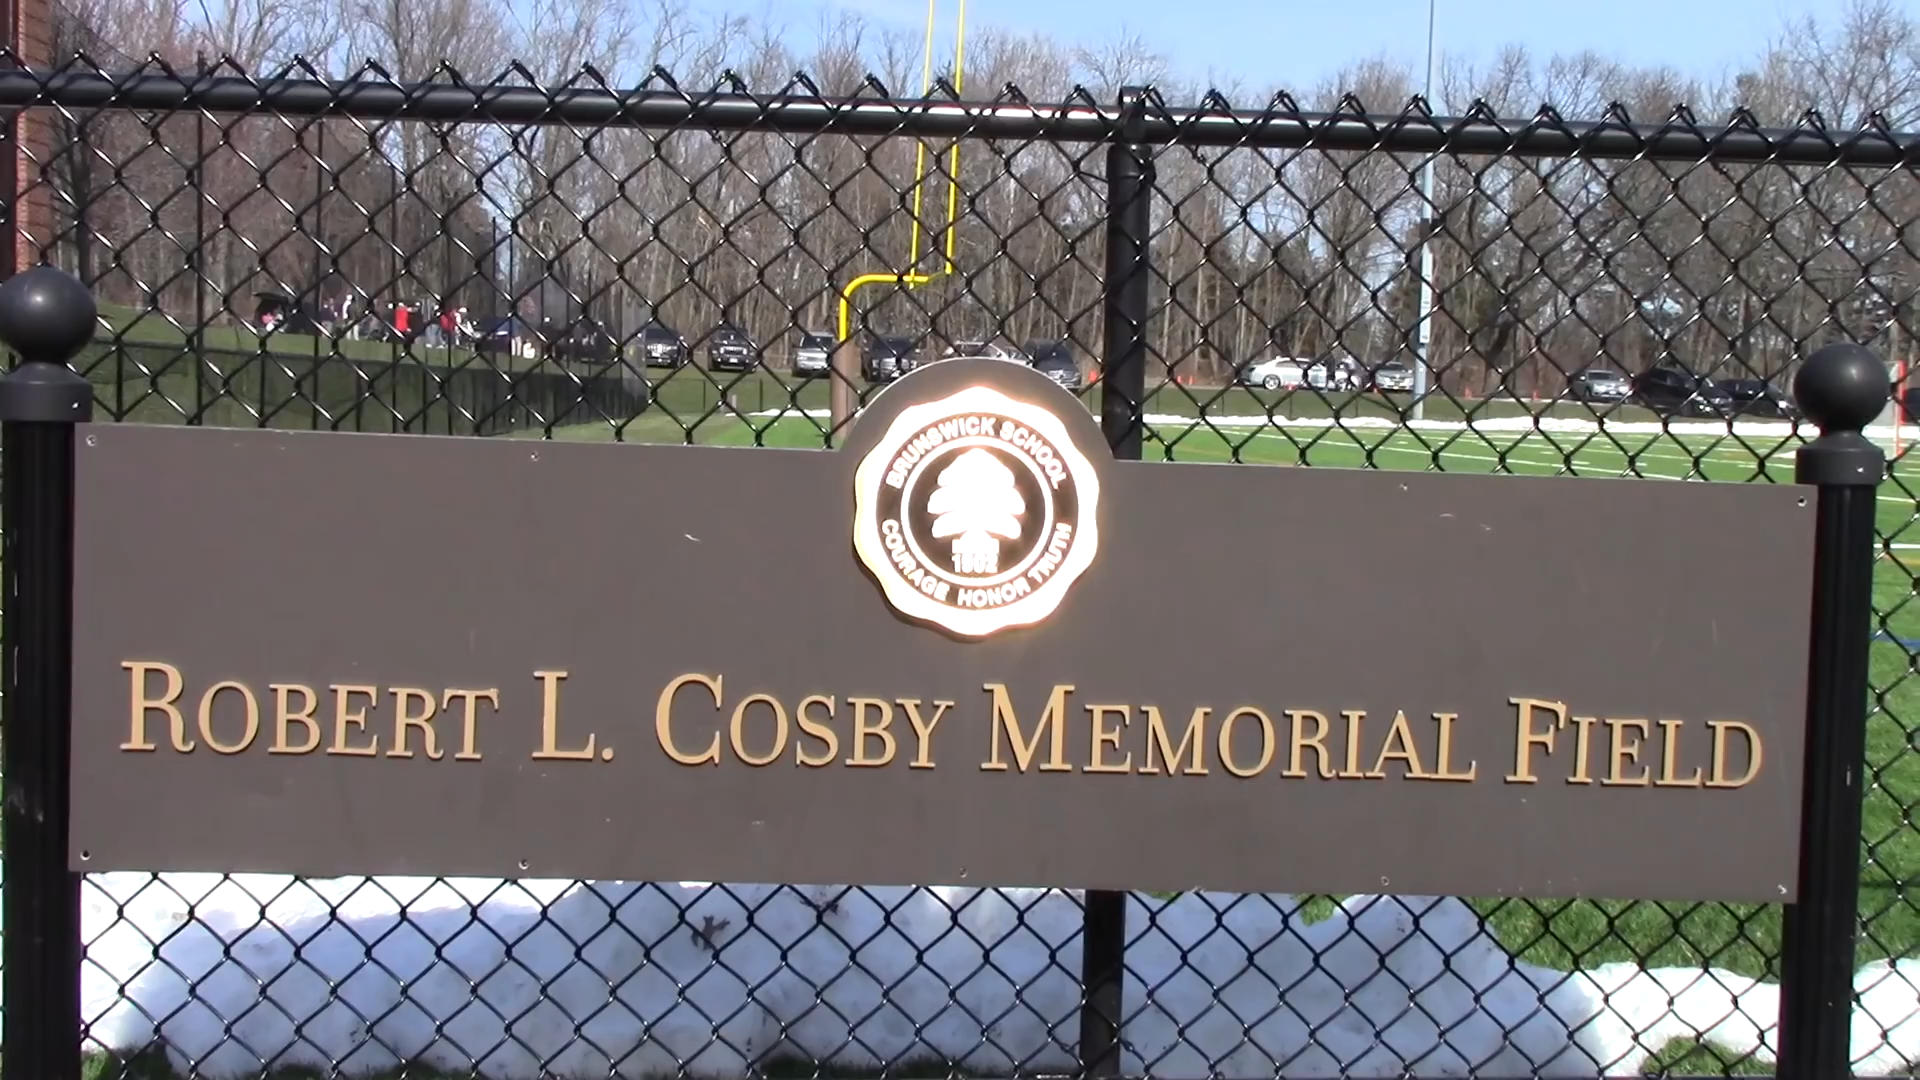 BRUNSWICK SCHOOL
1902
COURAGE HONOR TRUTH
ROBERT L. COSBY MEMORIAL FIELD